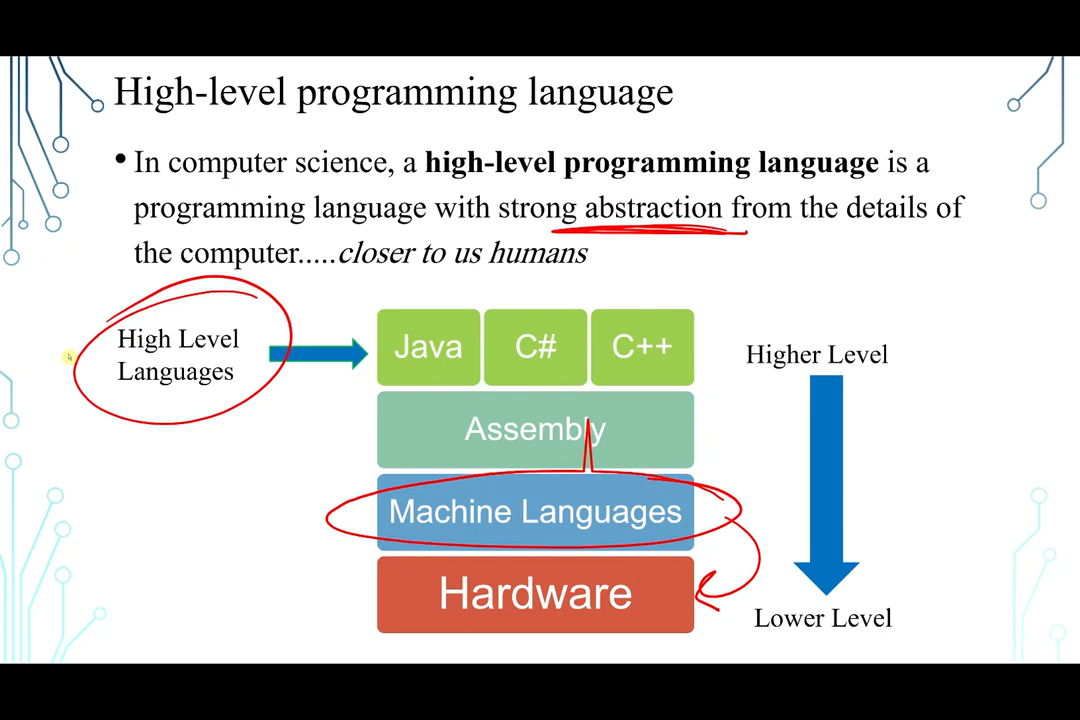 High-level programming language
• In computer science, a high-level programming language is a
programming language with strong abstraction from the details of
the computer.....closer to us humans
High Level
Languages
Java C# C++
Higher Level
Assembly
Machine Languages
Hardware
Lower Level